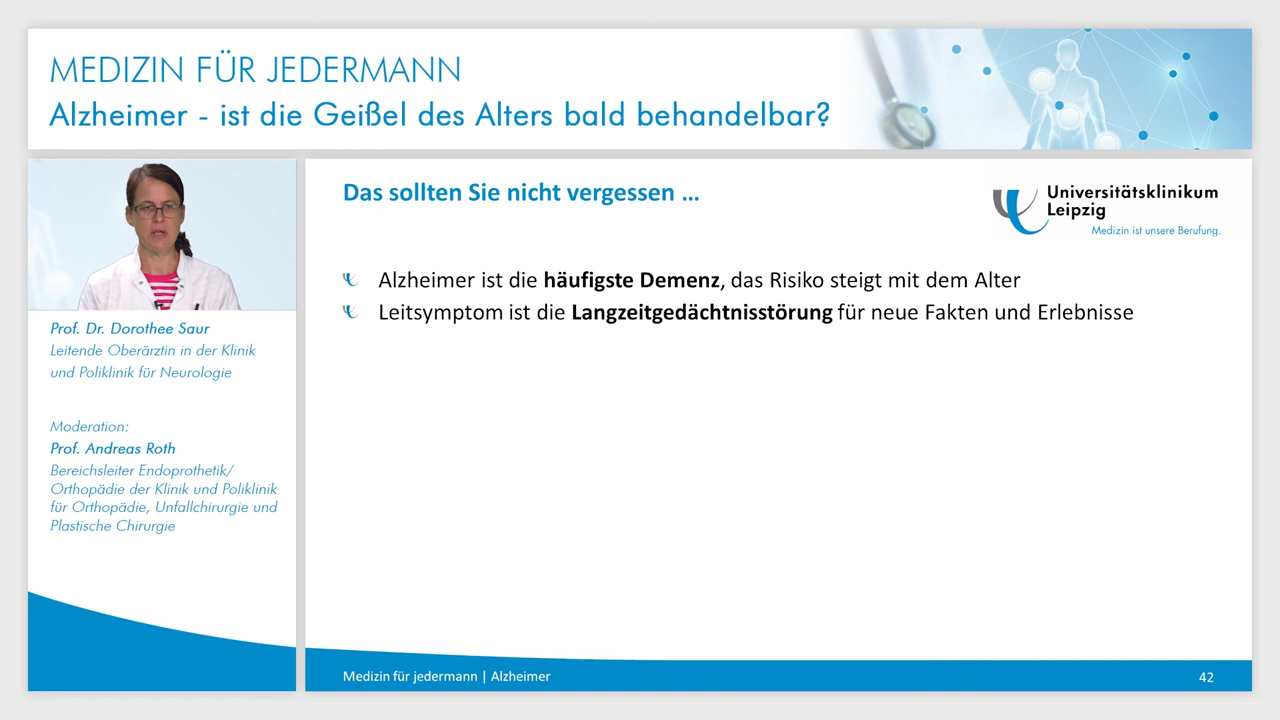 MEDIZIN FÜR JEDERMANN
Alzheimer - ist die Geißel des Alters bald behandelbar?
Prof. Dr. Dorothee Saur
Leitende Oberärztin in der Klinik
und Poliklinik für Neurologie
Moderation:
Prof. Andreas Roth
Bereichsleiter Endoprothetik/
Orthopädie der Klinik und Poliklinik
für Orthopädie, Unfallchirurgie und
Plastische Chirurgie
Das sollten Sie nicht vergessen ...
Universitätsklinikum
Leipzig
Medizin ist unsere Berufung.
Alzheimer ist die häufigste Demenz, das Risiko steigt mit dem Alter
Leitsymptom ist die Langzeitgedächtnisstörung für neue Fakten und Erlebnisse
Medizin für jedermann | Alzheimer
42